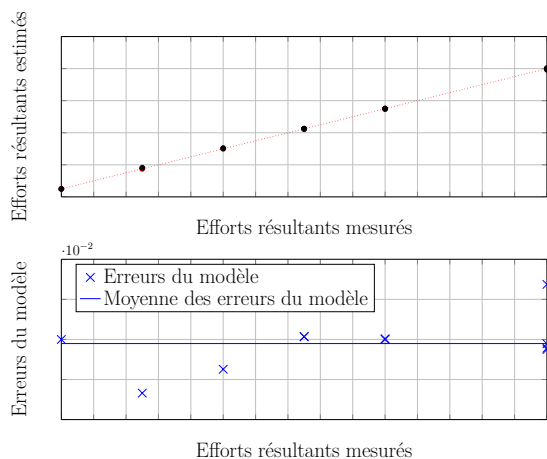 Efforts résultants estimés
Efforts résultants mesurés
·10⁻²
Erreurs du modèle
Moyenne des erreurs du modèle
Erreurs du modèle
Efforts résultants mesurés